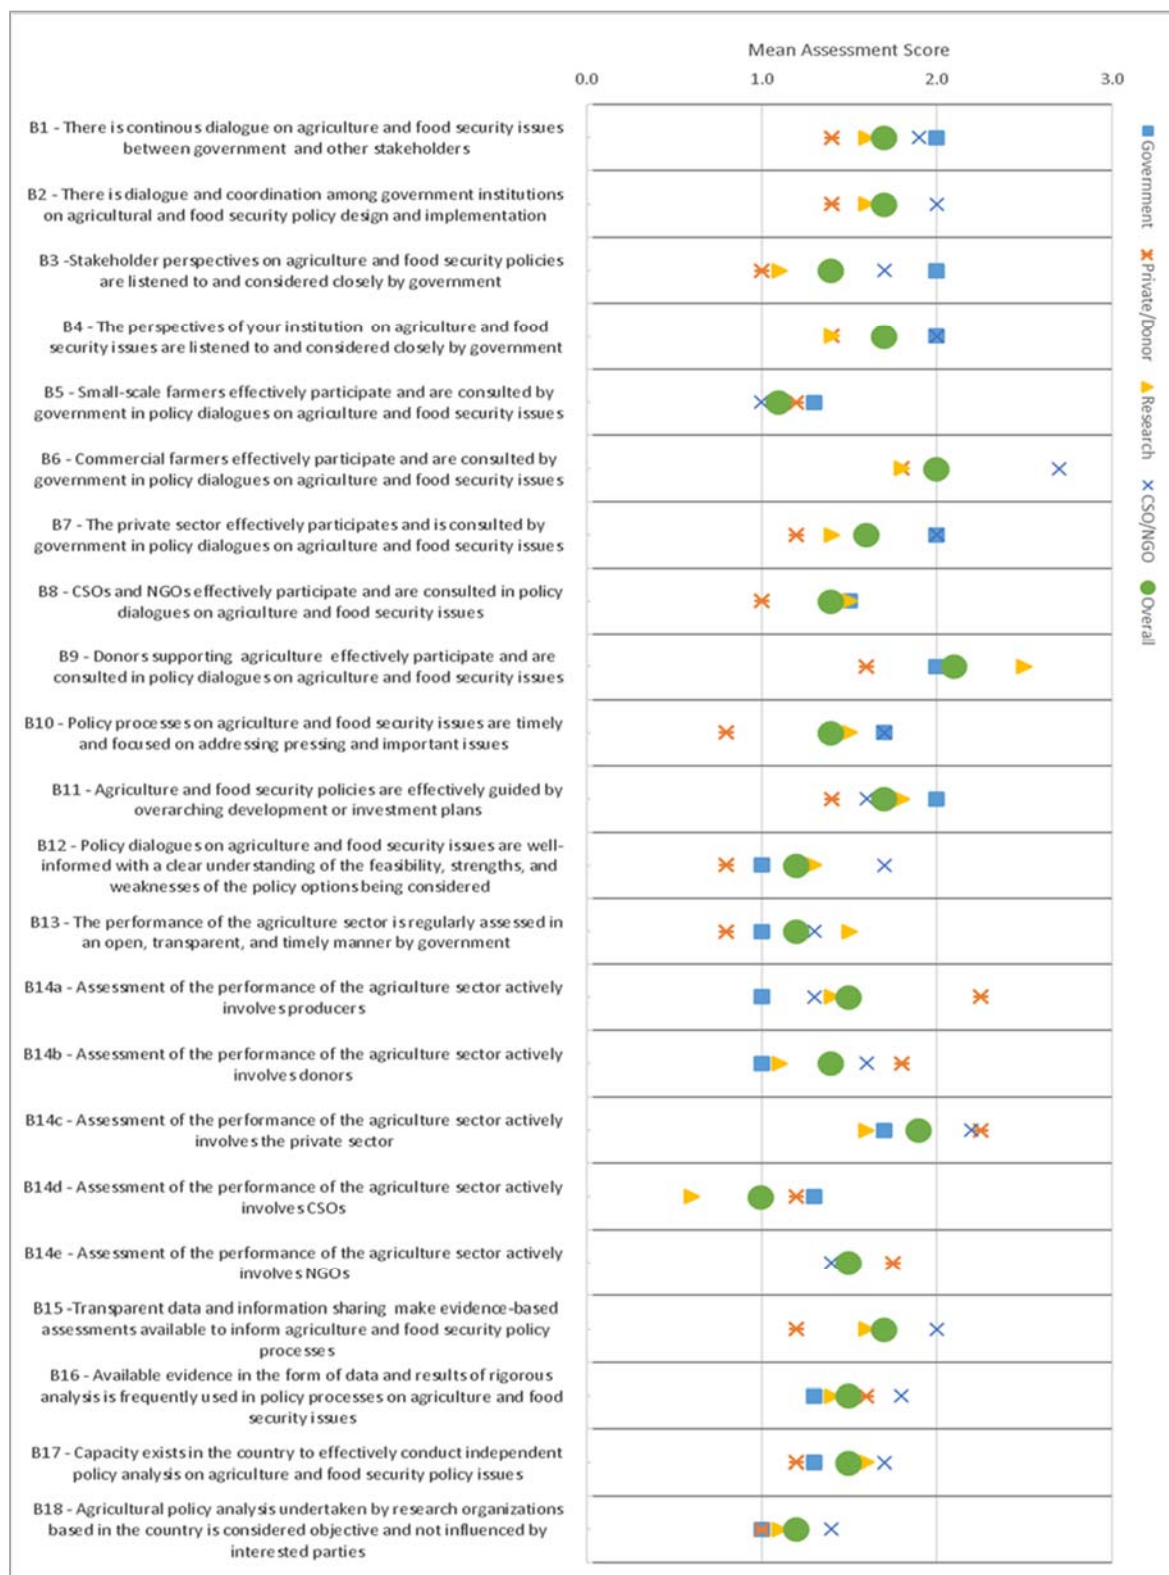 Mean Assessment Score
0.0 1.0 2.0 3.0
B1 - There is continous dialogue on agriculture and food security issues
between government and other stakeholders
B2 - There is dialogue and coordination among government institutions
on agricultural and food security policy design and implementation
B3 -Stakeholder perspectives on agriculture and food security policies
are listened to and considered closely by government
B4 - The perspectives of your institution on agriculture and food
security issues are listened to and considered closely by government
B5 - Small-scale farmers effectively participate and are consulted by
government in policy dialogues on agriculture and food security issues
B6 - Commercial farmers effectively participate and are consulted by
government in policy dialogues on agriculture and food security issues
B7 - The private sector effectively participates and is consulted by
government in policy dialogues on agriculture and food security issues
B8 - CSOs and NGOs effectively participate and are consulted in policy
dialogues on agriculture and food security issues
B9 - Donors supporting agriculture effectively participate and are
consulted in policy dialogues on agriculture and food security issues
B10 - Policy processes on agriculture and food security issues are timely
and focused on addressing pressing and important issues
B11 - Agriculture and food security policies are effectively guided by
overarching development or investment plans
B12 - Policy dialogues on agriculture and food security issues are well-
informed with a clear understanding of the feasibility, strengths, and
weaknesses of the policy options being considered
B13 - The performance of the agriculture sector is regularly assessed in
an open, transparent, and timely manner by government
B14a - Assessment of the performance of the agriculture sector actively
involves producers
B14b - Assessment of the performance of the agriculture sector actively
involves donors
B14c - Assessment of the performance of the agriculture sector actively
involves the private sector
B14d - Assessment of the performance of the agriculture sector actively
involves CSOs
B14e - Assessment of the performance of the agriculture sector actively
involves NGOs
B15 -Transparent data and information sharing make evidence-based
assessments available to inform agriculture and food security policy
processes
B16 - Available evidence in the form of data and results of rigorous
analysis is frequently used in policy processes on agriculture and food
security issues
B17 - Capacity exists in the country to effectively conduct independent
policy analysis on agriculture and food security policy issues
B18 - Agricultural policy analysis undertaken by research organizations
based in the country is considered objective and not influenced by
interested parties
Government Private/Donor Research CSO/NGO Overall